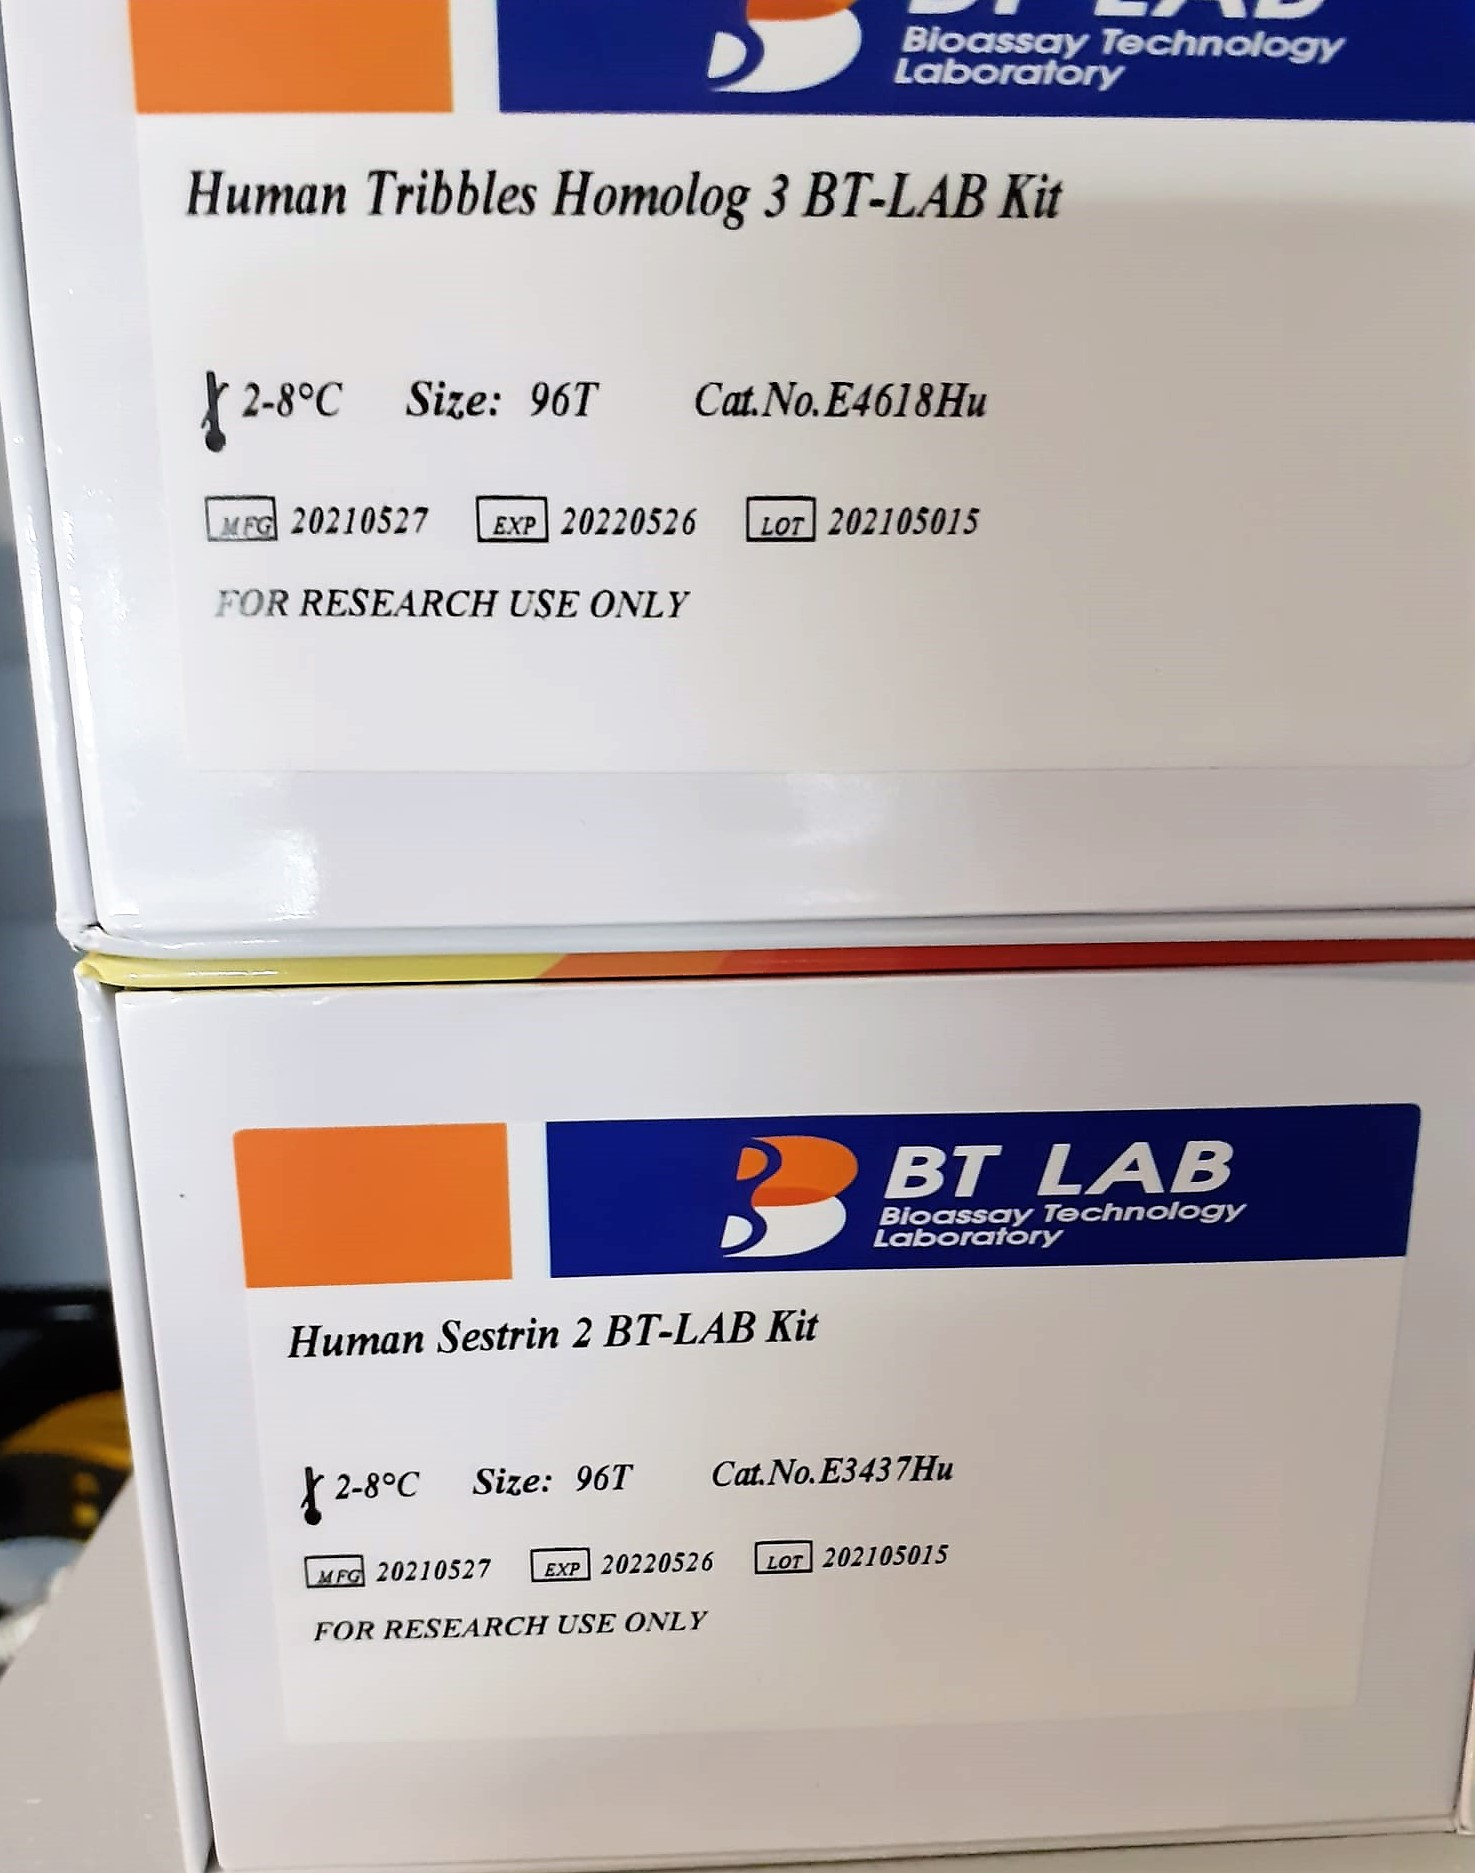 BT LAB
Bioassay Technology
Laboratory
Human Tribbles Homolog 3 BT-LAB Kit
2-8°C Size: 96T Cat.No.E4618Hu
MFG 20210527 EXP 20220526 LOT 202105015
FOR RESEARCH USE ONLY
BT LAB
Bioassay Technology
Laboratory
Human Sestrin 2 BT-LAB Kit
2-8°C Size: 96T Cat.No.E3437Hu
MFG 20210527 EXP 20220526 LOT 202105015
FOR RESEARCH USE ONLY